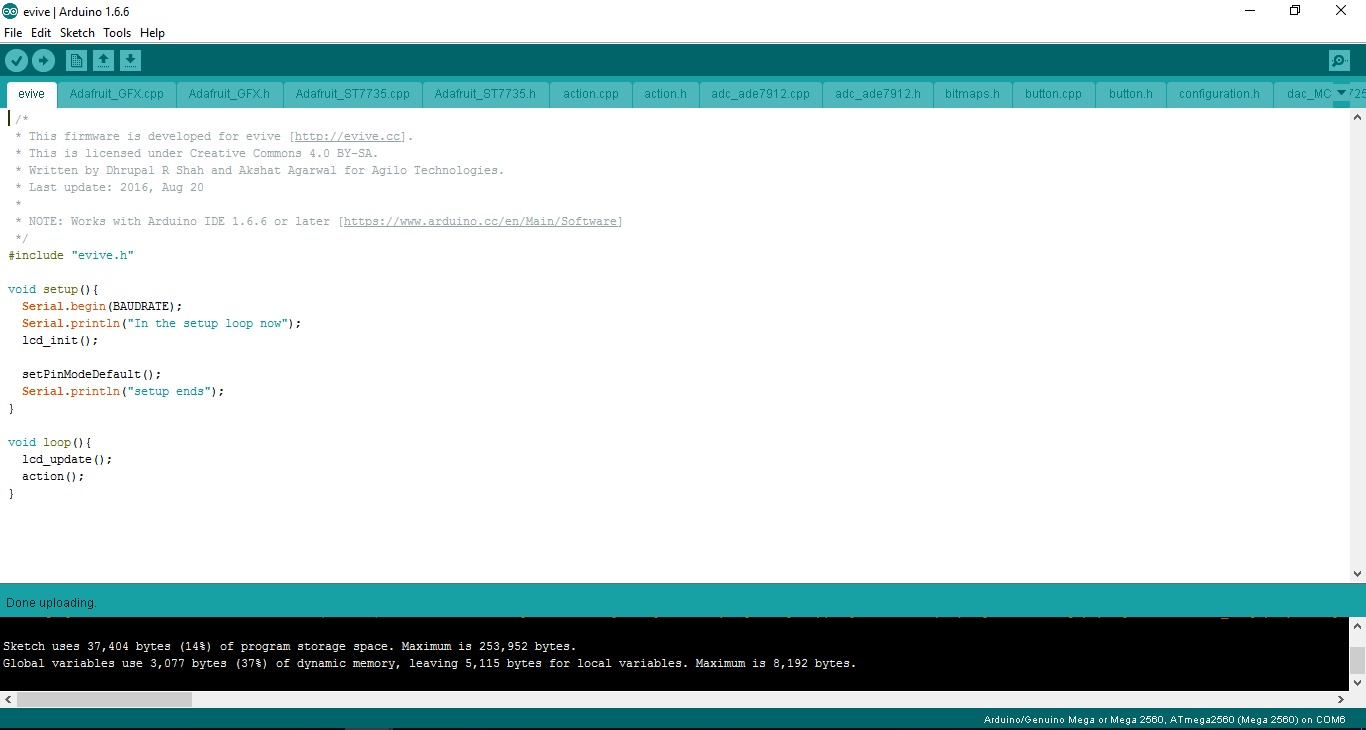 evive | Arduino 1.6.6
File Edit Sketch Tools Help
evive Adafruit_GFX.cpp Adafruit_GFX.h Adafruit_ST7735.cpp Adafruit_ST7735.h action.cpp action.h adc_ade7912.cpp adc_ade7912.h bitmaps.h button.cpp button.h configuration.h dac_MC 725
/*
* This firmware is developed for evive [http://evive.cc].
* This is licensed under Creative Commons 4.0 BY-SA.
* Written by Dhrupal R Shah and Akshat Agarwal for Agilo Technologies.
* Last update: 2016, Aug 20
*
* NOTE: Works with Arduino IDE 1.6.6 or later [https://www.arduino.cc/en/Main/Software]
*/
#include "evive.h"
void setup(){
Serial.begin(BAUDRATE);
Serial.println("In the setup loop now");
lcd_init();
setPinModeDefault();
Serial.println("setup ends");
}
void loop(){
lcd_update();
action();
}
Done uploading.
Sketch uses 37,404 bytes (14%) of program storage space. Maximum is 253,952 bytes.
Global variables use 3,077 bytes (37%) of dynamic memory, leaving 5,115 bytes for local variables. Maximum is 8,192 bytes.
Arduino/Genuino Mega or Mega 2560, ATmega2560 (Mega 2560) on COM6